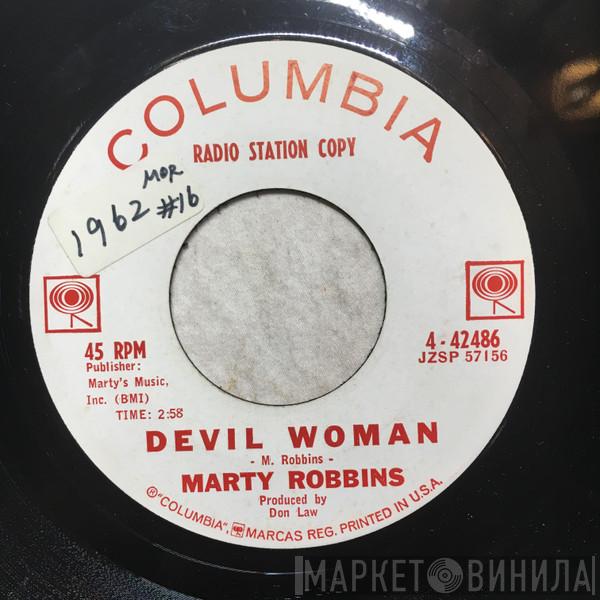 COLUMBIA
RADIO STATION COPY
MOR
1962 #16
45 RPM
Publisher:
Marty's Music,
Inc. (BMI)
TIME: 2:58
4-42486
JZSP 57156
DEVIL WOMAN
- M. Robbins -
MARTY ROBBINS
Produced by
Don Law
Ⓡ"COLUMBIA", MARCAS REG. PRINTED IN U.S.A.
МАРКЕТ ВИНИЛА